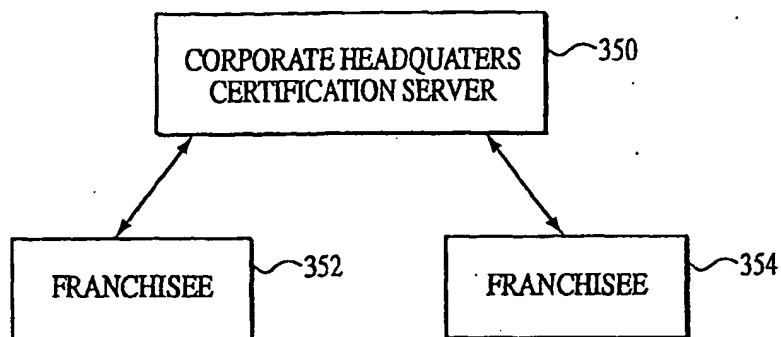 CORPORATE HEADQUATERS
CERTIFICATION SERVER
350
FRANCHISEE
352
FRANCHISEE
354